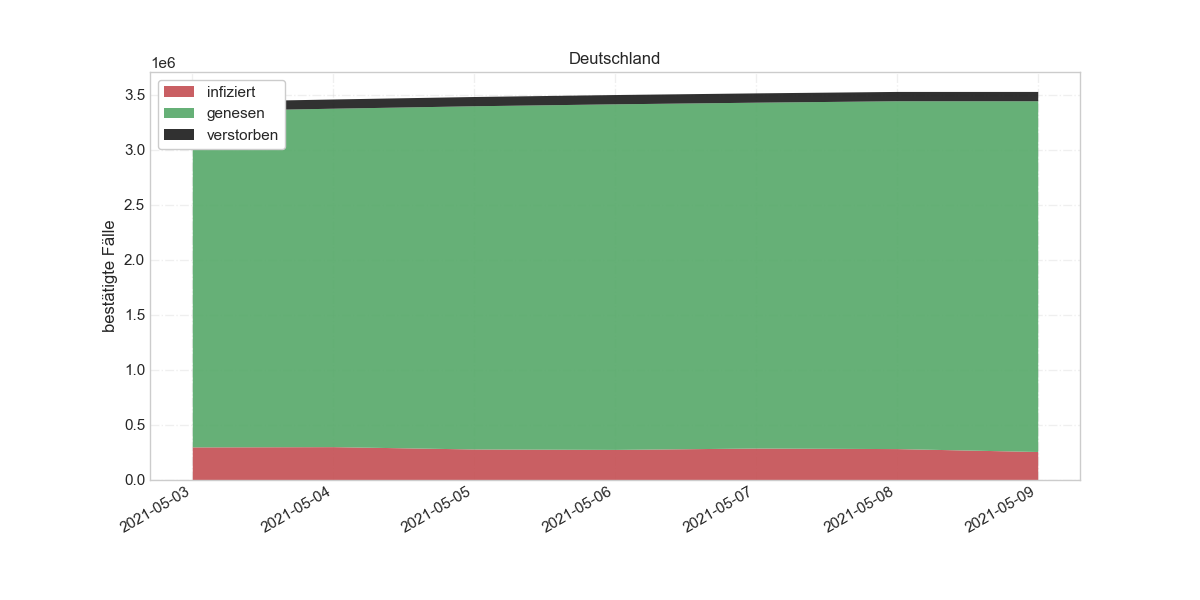 Deutschland
1e6
infiziert
genesen
verstorben
bestätigte Fälle
3.5
3.0
2.5
2.0
1.5
1.0
0.5
0.0
2021-05-03
2021-05-04
2021-05-05
2021-05-06
2021-05-07
2021-05-08
2021-05-09